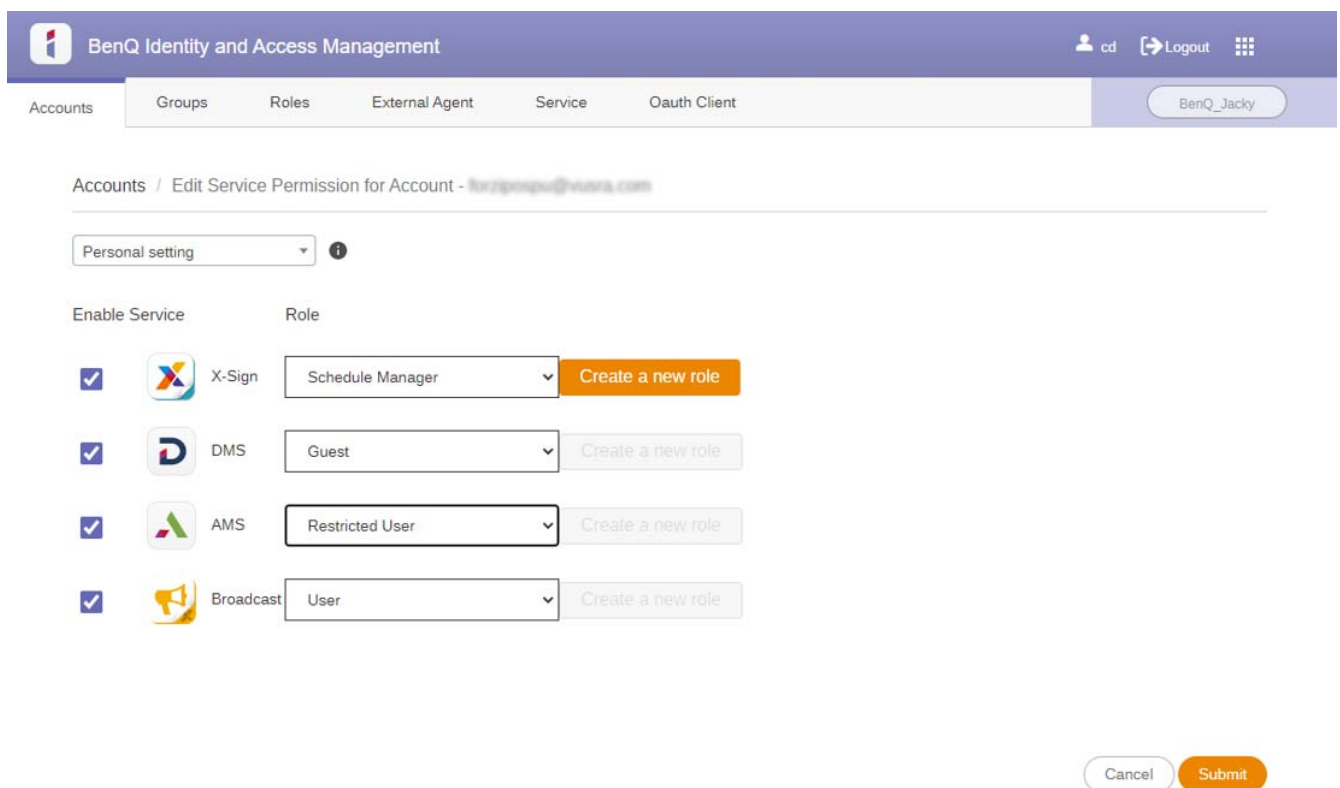 BenQ Identity and Access Management cd Logout
Accounts Groups Roles External Agent Service Oauth Client BenQ_Jacky
Accounts / Edit Service Permission for Account -
Personal setting
Enable Service Role
X-Sign Schedule Manager Create a new role
DMS Guest Create a new role
AMS Restricted User Create a new role
Broadcast User Create a new role
Cancel Submit